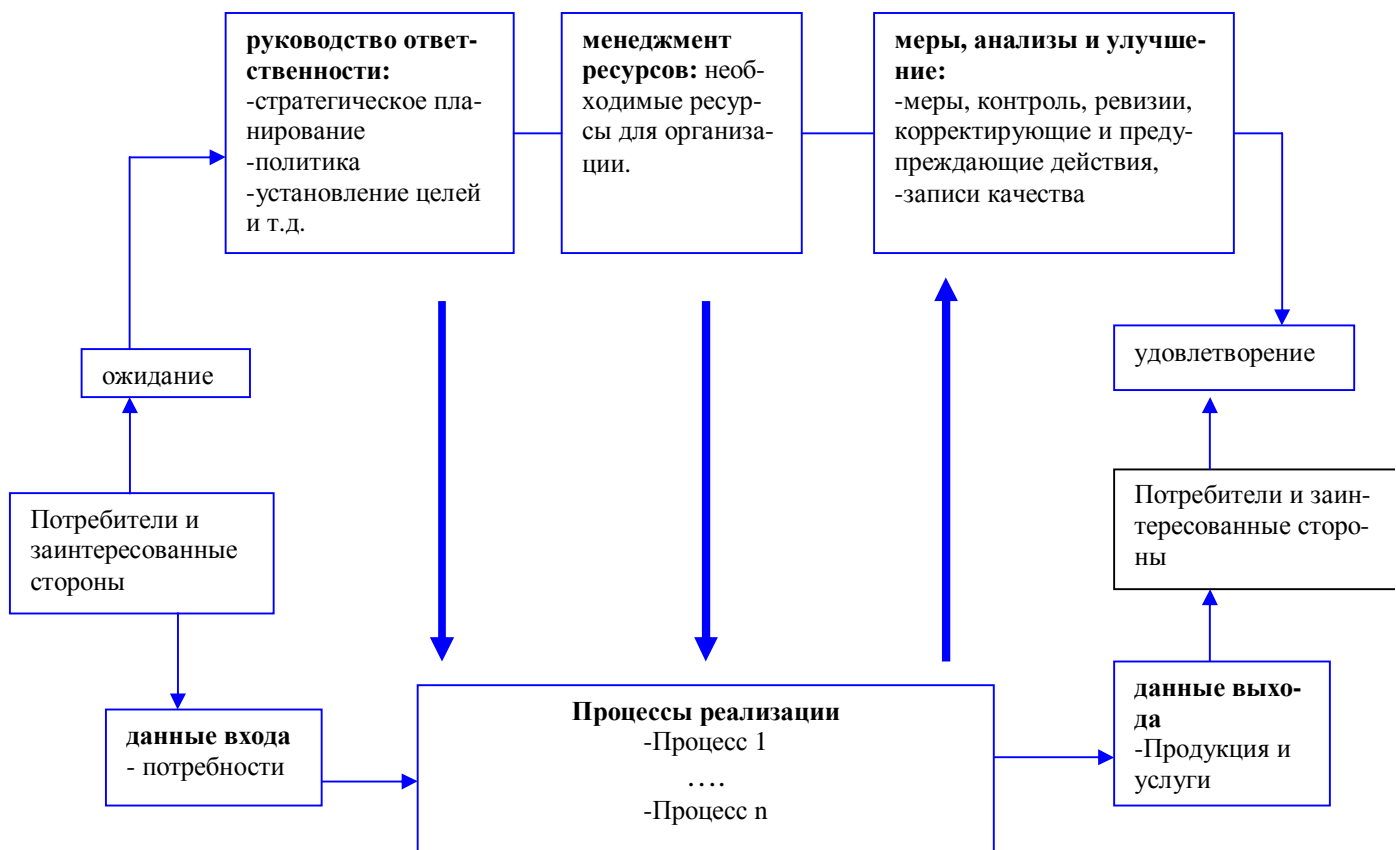 руководство ответ-
ственности:
-стратегическое пла-
нирование
-политика
-установление целей
и т.д.
менеджмент
ресурсов: необ-
ходимые ресур-
сы для организа-
ции.
меры, анализы и улучше-
ние:
-меры, контроль, ревизии,
корректирующие и преду-
преждающие действия,
-записи качества
ожидание
удовлетворение
Потребители и
заинтересованные
стороны
Потребители и заин-
тересованные сторо-
ны
данные входа
- потребности
Процессы реализации
-Процесс 1
….
-Процесс n
данные выхо-
да
-Продукция и
услуги